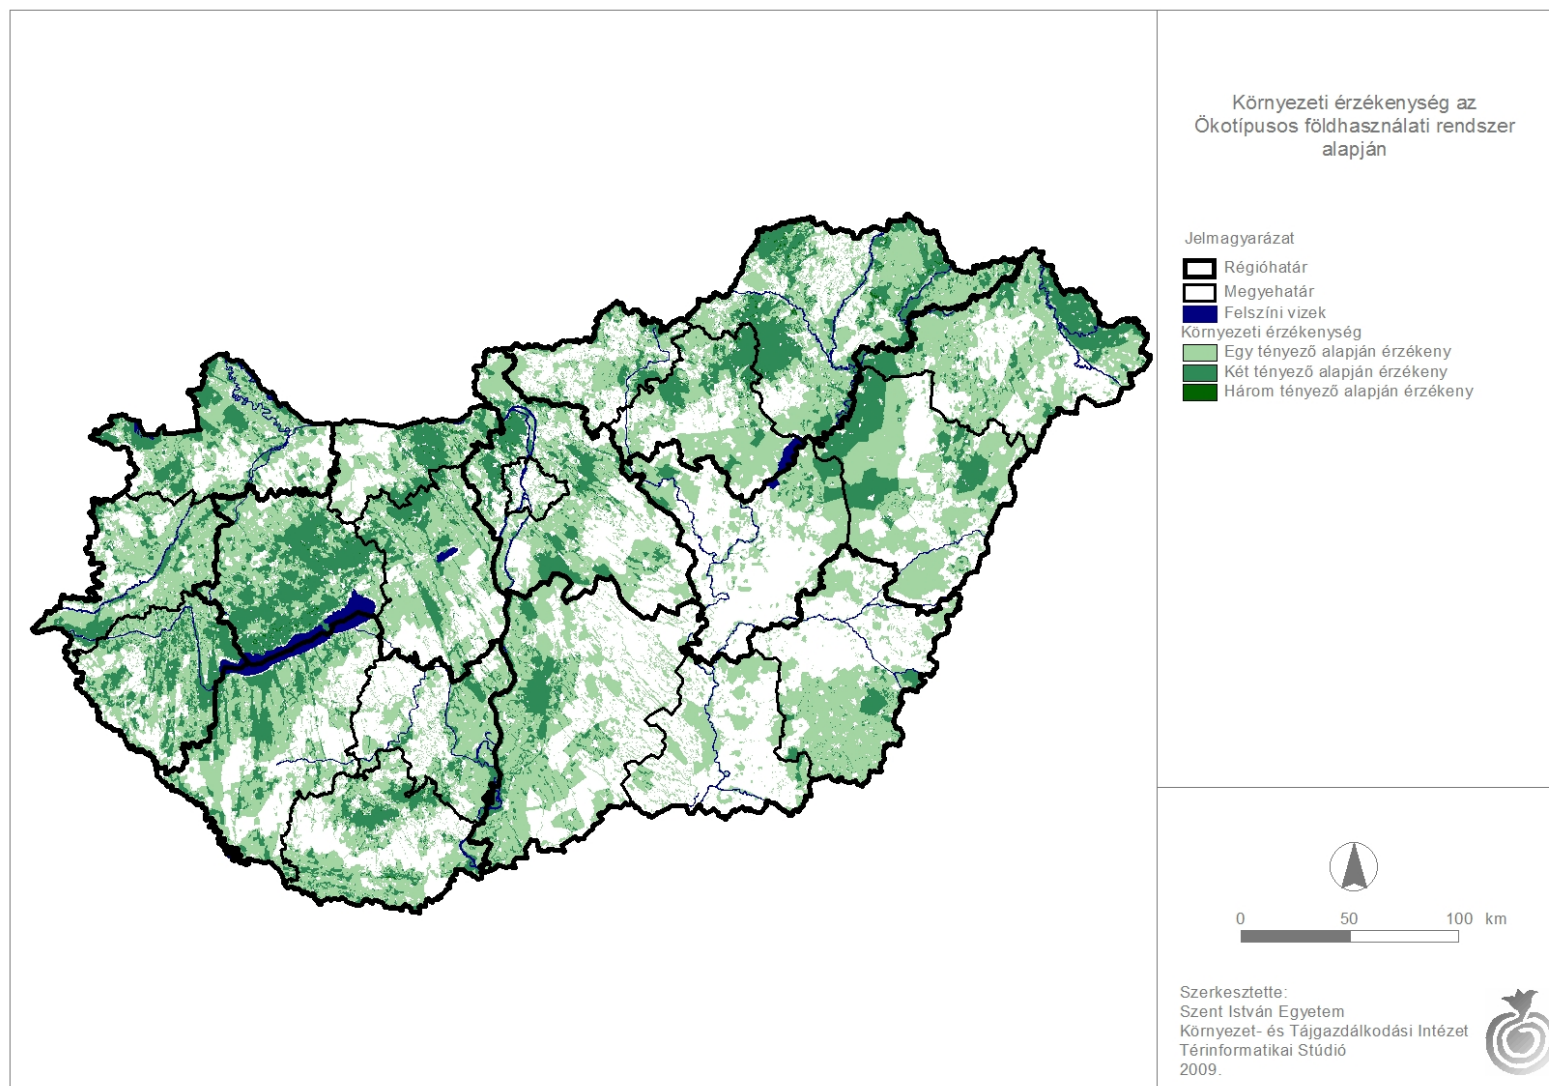 Környezeti érzékenység az
Ökotípusos földhasználati rendszer
alapján
Jelmagyarázat
Régióhatár
Megyehatár
Felszíni vizek
Környezeti érzékenység
Egy tényező alapján érzékeny
Két tényező alapján érzékeny
Három tényező alapján érzékeny
0 50 100 km
Szerkesztette:
Szent István Egyetem
Környezet- és Tájgazdálkodási Intézet
Térinformatikai Stúdió
2009.